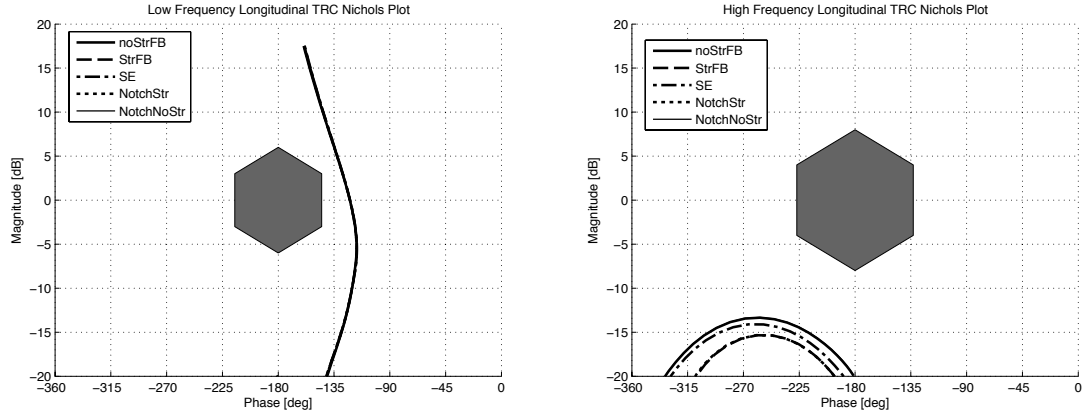 Low Frequency Longitudinal TRC Nichols Plot
20
15
10
5
0
−5
−10
−15
−20
Magnitude [dB]
noStrFB
StrFB
SE
NotchStr
NotchNoStr
−360 −315 −270 −225 −180 −135 −90 −45 0
Phase [deg]
High Frequency Longitudinal TRC Nichols Plot
20
15
10
5
0
−5
−10
−15
−20
Magnitude [dB]
noStrFB
StrFB
SE
NotchStr
NotchNoStr
−360 −315 −270 −225 −180 −135 −90 −45 0
Phase [deg]